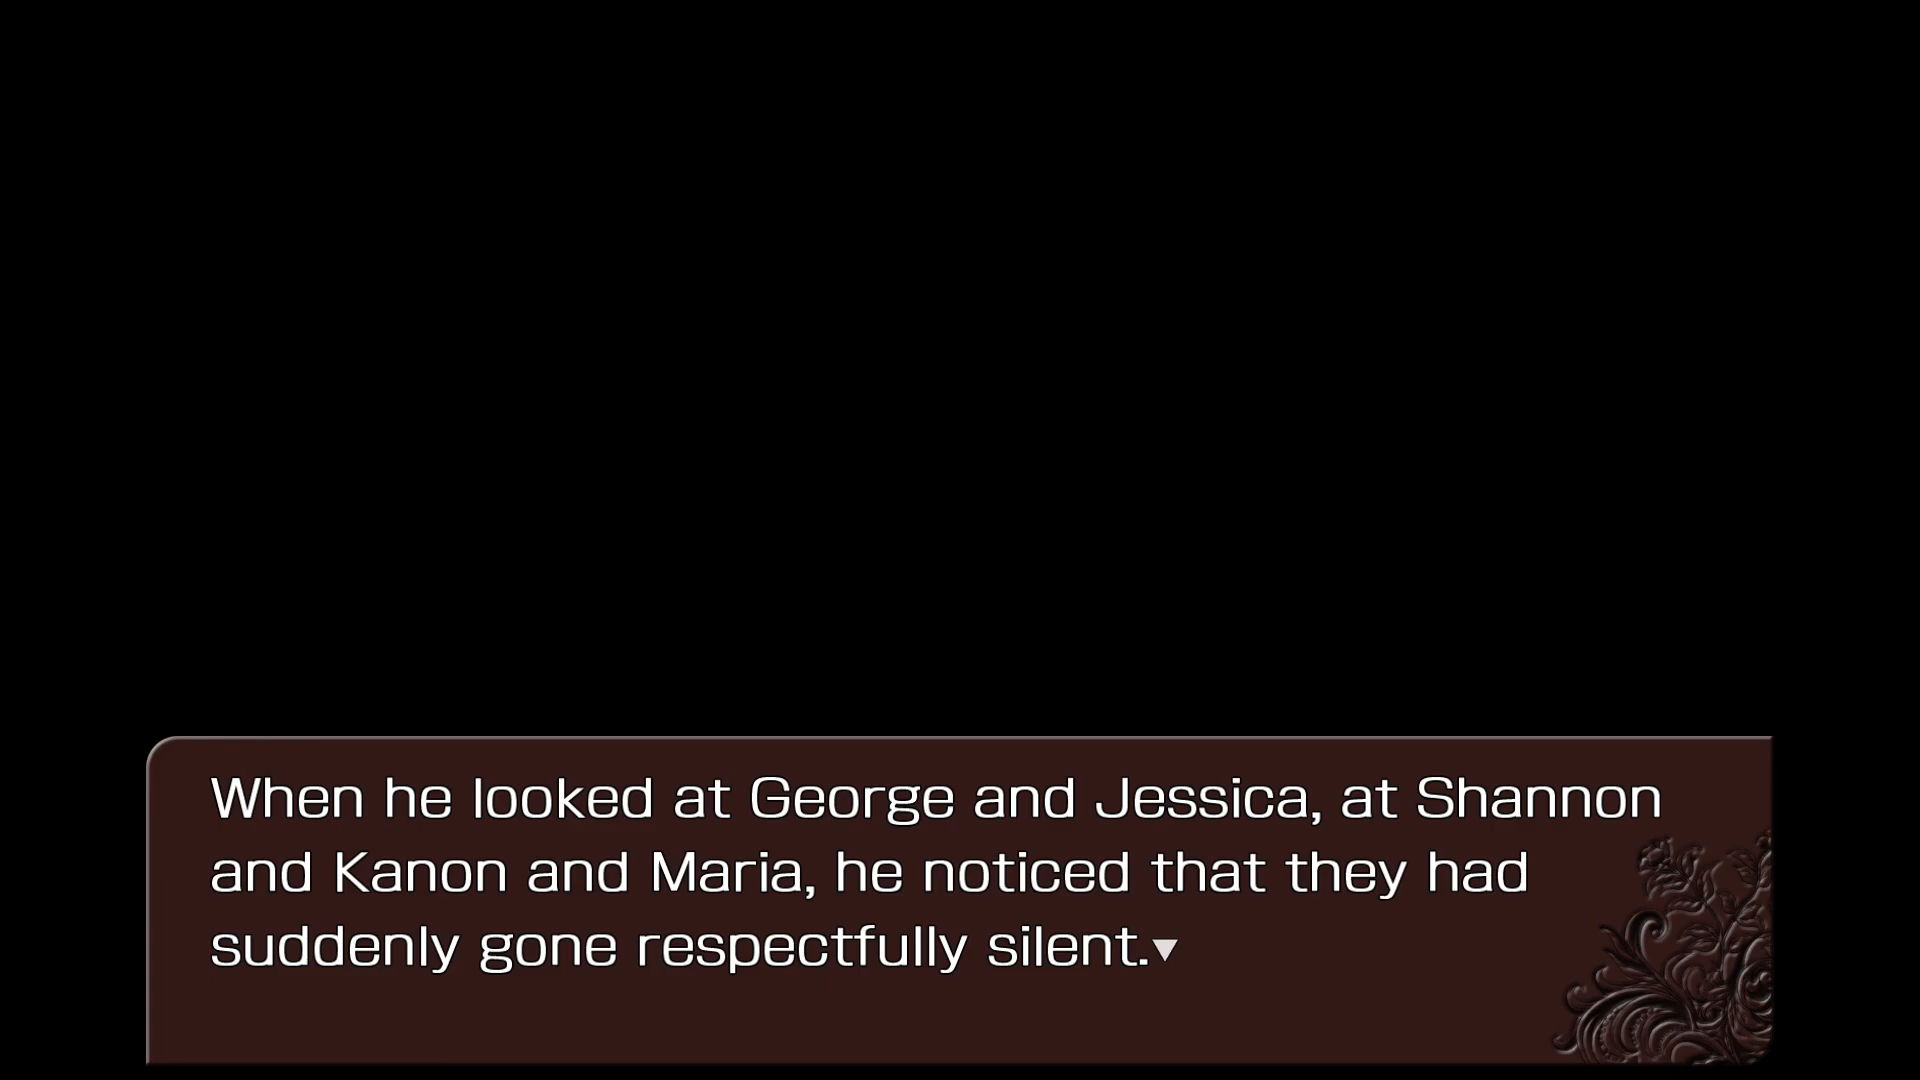 When he looked at George and Jessica, at Shannon
and Kanon and Maria, he noticed that they had
suddenly gone respectfully silent.